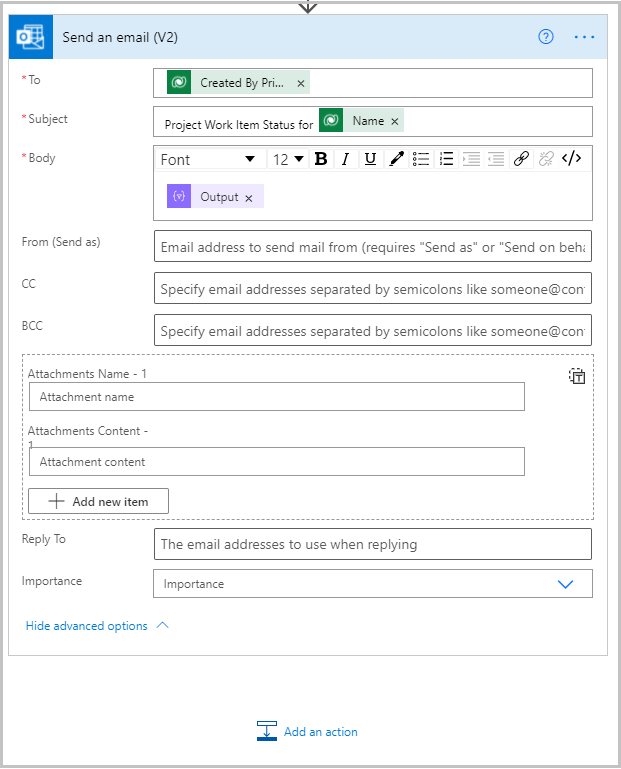 Send an email (V2)
* To
Created By Pri... ×
* Subject
Project Work Item Status for Name ×
* Body
Font 12 B I U </>
Output ×
From (Send as)
Email address to send mail from (requires "Send as" or "Send on beha
CC
Specify email addresses separated by semicolons like someone@con
BCC
Specify email addresses separated by semicolons like someone@con
Attachments Name - 1
Attachment name
Attachments Content -
1
Attachment content
Add new item
Reply To
The email addresses to use when replying
Importance
Importance
Hide advanced options
Add an action